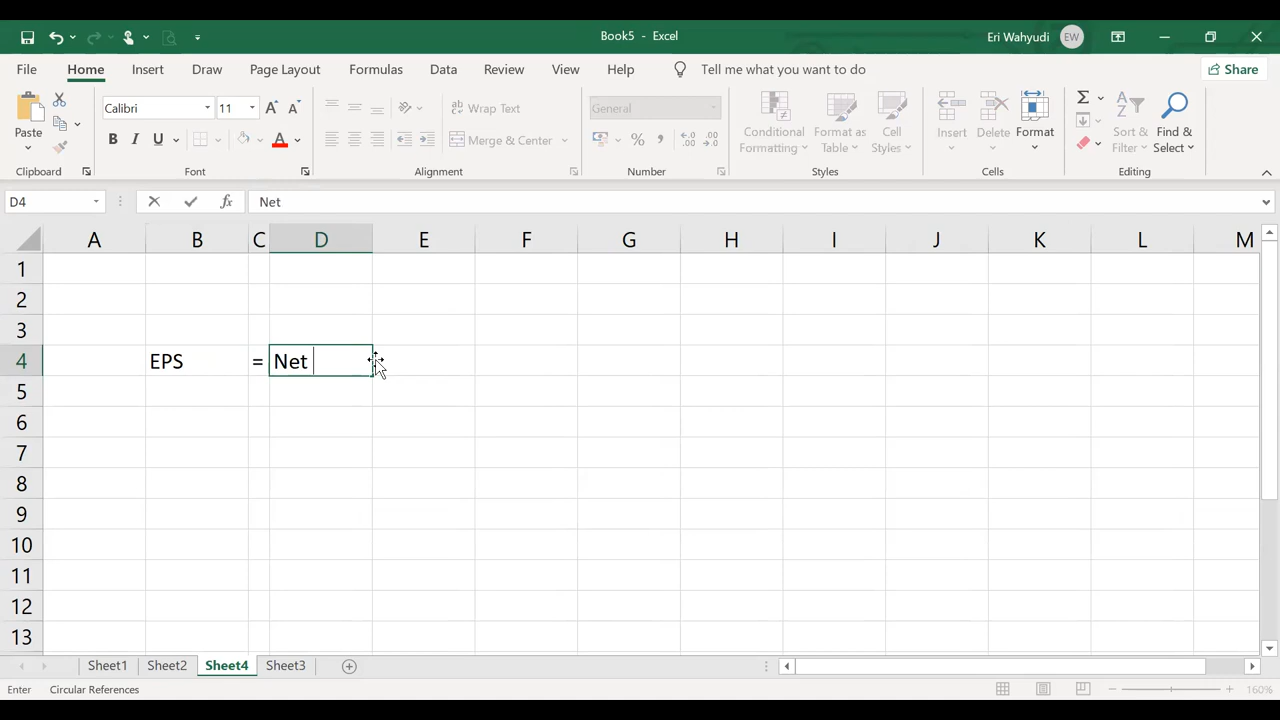 Book5 - Excel
Eri Wahyudi EW
File Home Insert Draw Page Layout Formulas Data Review View Help Tell me what you want to do Share
Paste Calibri 11 Wrap Text General Conditional Formatting Format as Table Cell Styles Insert Delete Format Sort & Filter Find & Select
B I U A Merge & Center % ,
Clipboard Font Alignment Number Styles Cells Editing
D4 fx Net
A B C D E F G H I J K L M
1
2
3
4 EPS = Net
5
6
7
8
9
10
11
12
13
Sheet1 Sheet2 Sheet4 Sheet3
Enter Circular References 160%